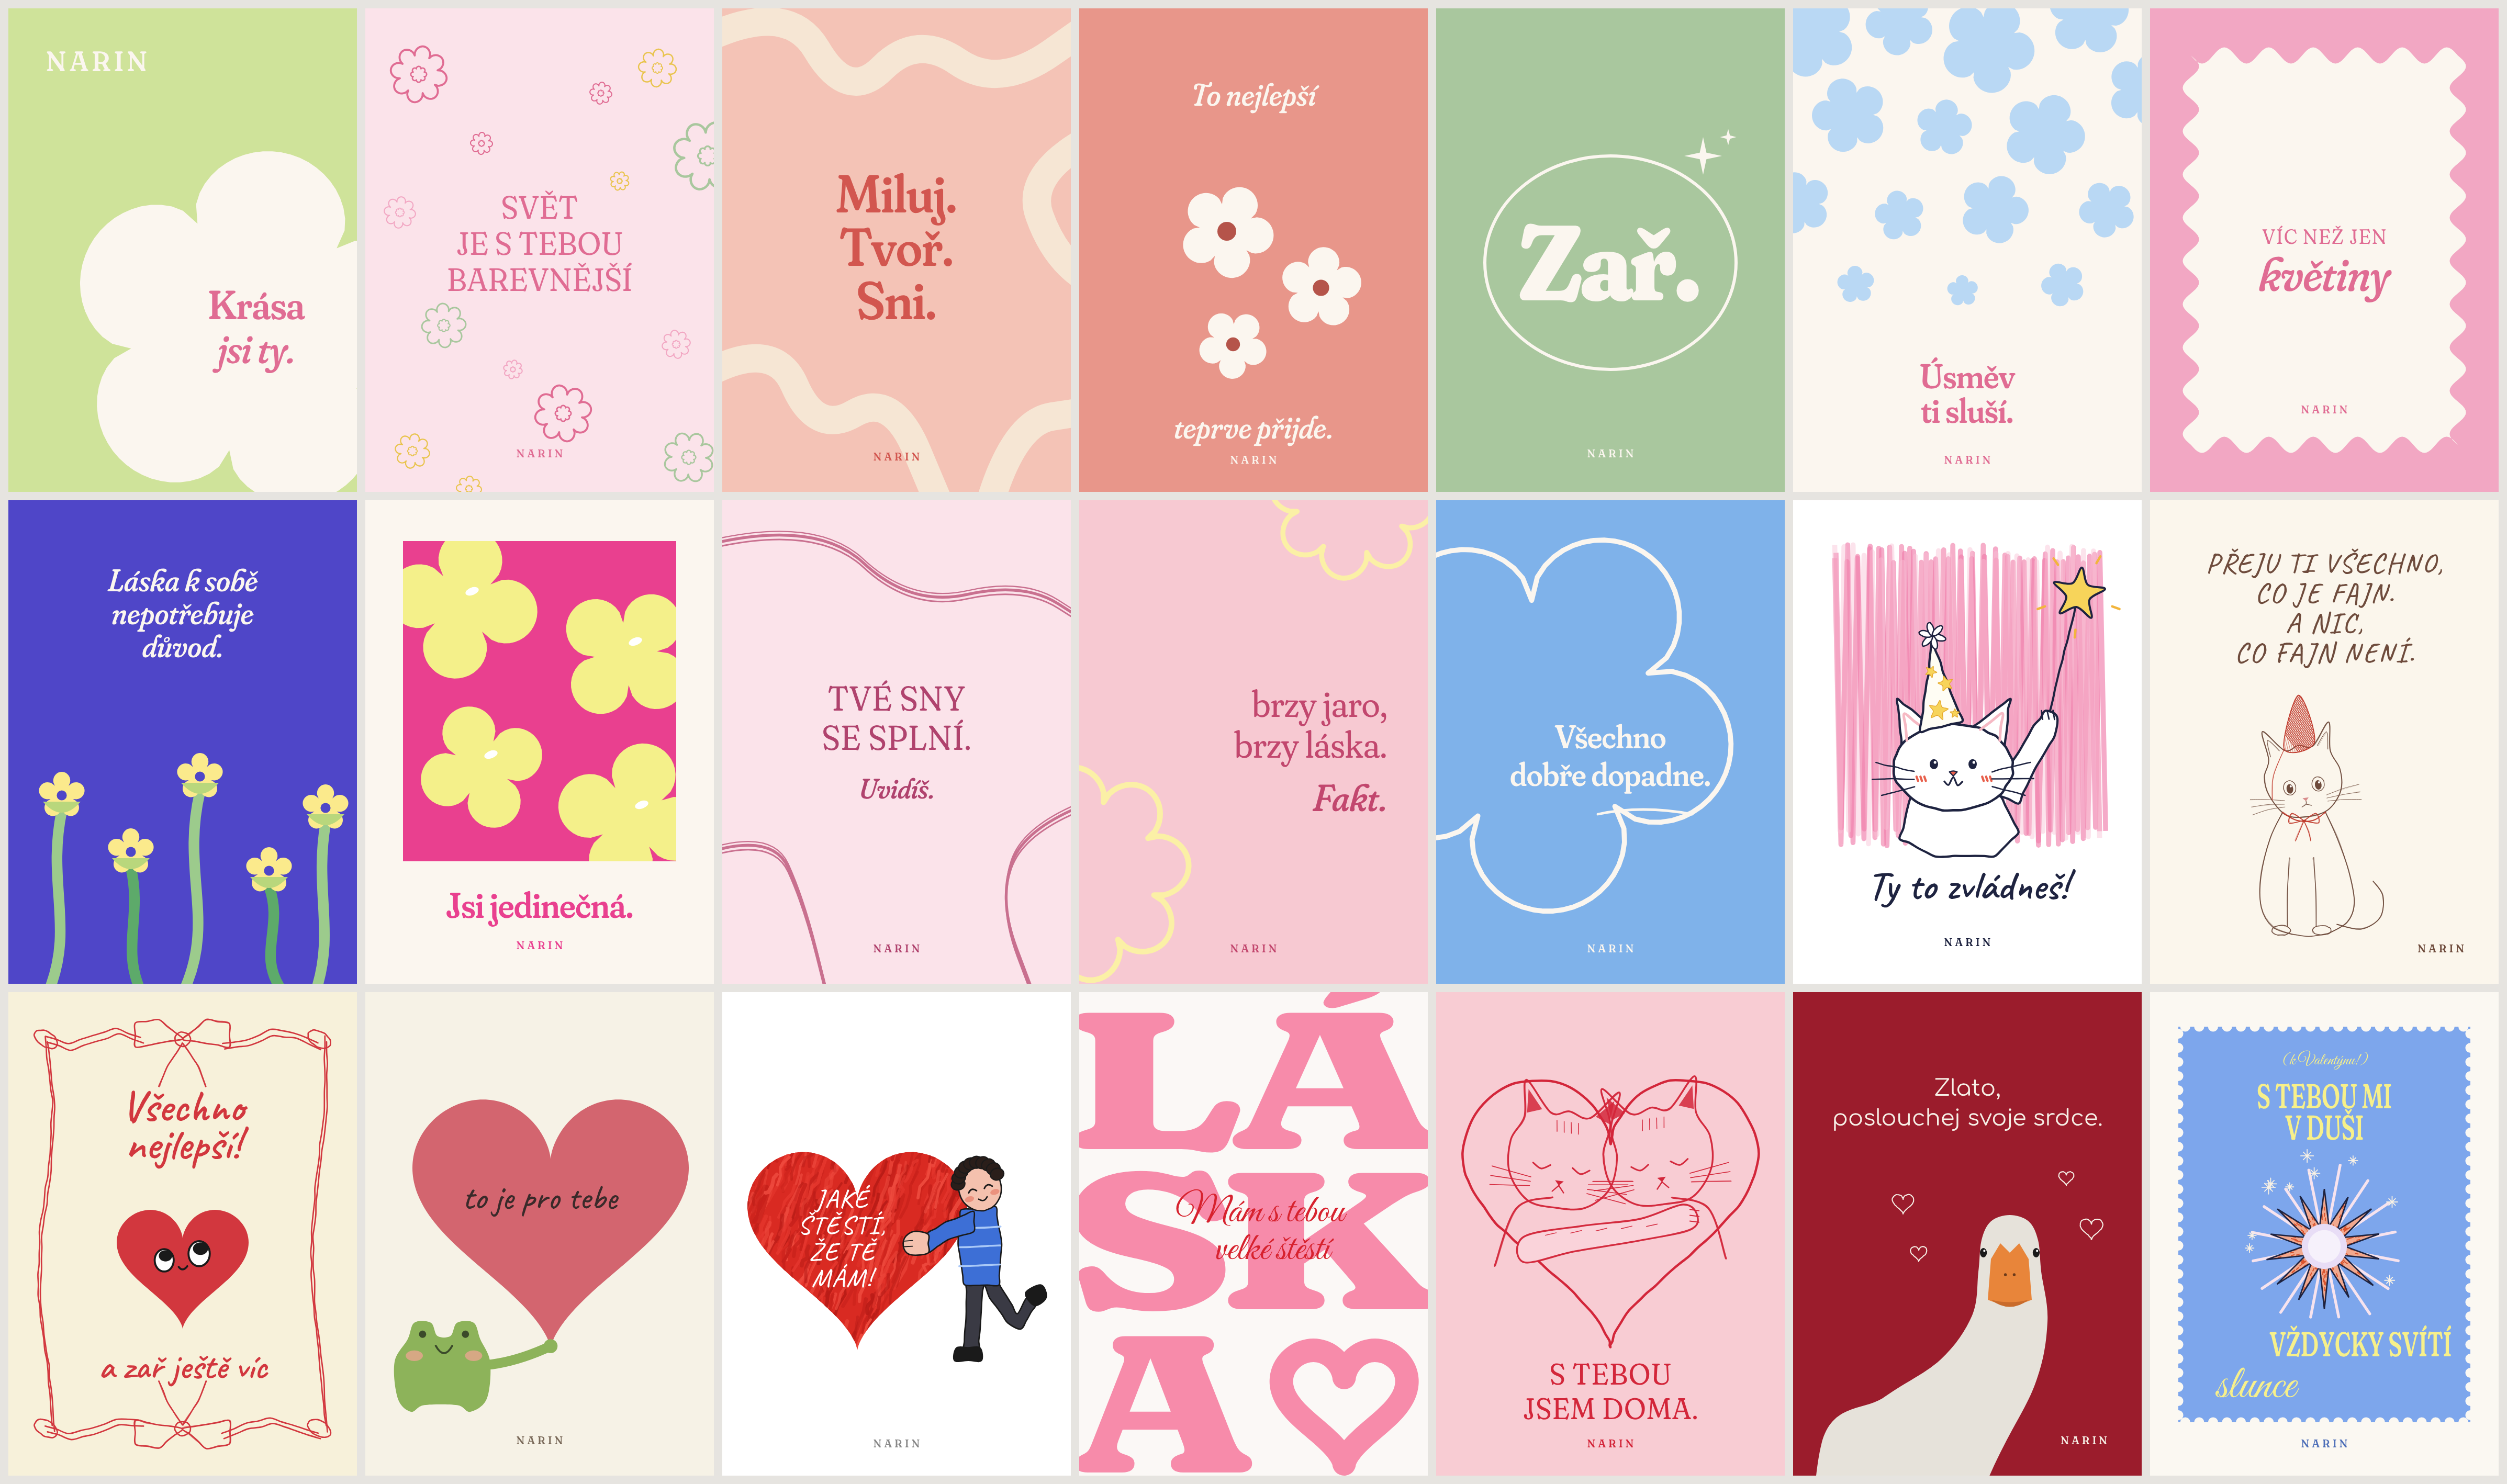 NARIN
Krása
jsi ty.
SVĚT
JE S TEBOU
BAREVNĚJŠÍ
NARIN
Miluj.
Tvoř.
Sni.
NARIN
To nejlepší
teprve přijde.
NARIN
Zař.
NARIN
Úsměv
ti sluší.
NARIN
VÍC NEŽ JEN
květiny
NARIN
Láska k sobě
nepotřebuje
důvod.
Jsi jedinečná.
NARIN
TVÉ SNY
SE SPLNÍ.
Uvidíš.
NARIN
brzy jaro,
brzy láska.
Fakt.
NARIN
Všechno
dobře dopadne.
NARIN
Ty to zvládneš!
NARIN
PŘEJU TI VŠECHNO,
CO JE FAJN.
A NIC,
CO FAJN NENÍ.
NARIN
Všechno
nejlepší!
a zař ještě víc
to je pro tebe
NARIN
JAKÉ
ŠTĚSTÍ,
ŽE TĚ
MÁM!
NARIN
LÁ
SK
A
Mám s tebou
velké štěstí
S TEBOU
JSEM DOMA.
NARIN
Zlato,
poslouchej svoje srdce.
NARIN
(k Valentýnu!)
S TEBOU MI
V DUŠI
VŽDYCKY SVÍTÍ
slunce
NARIN